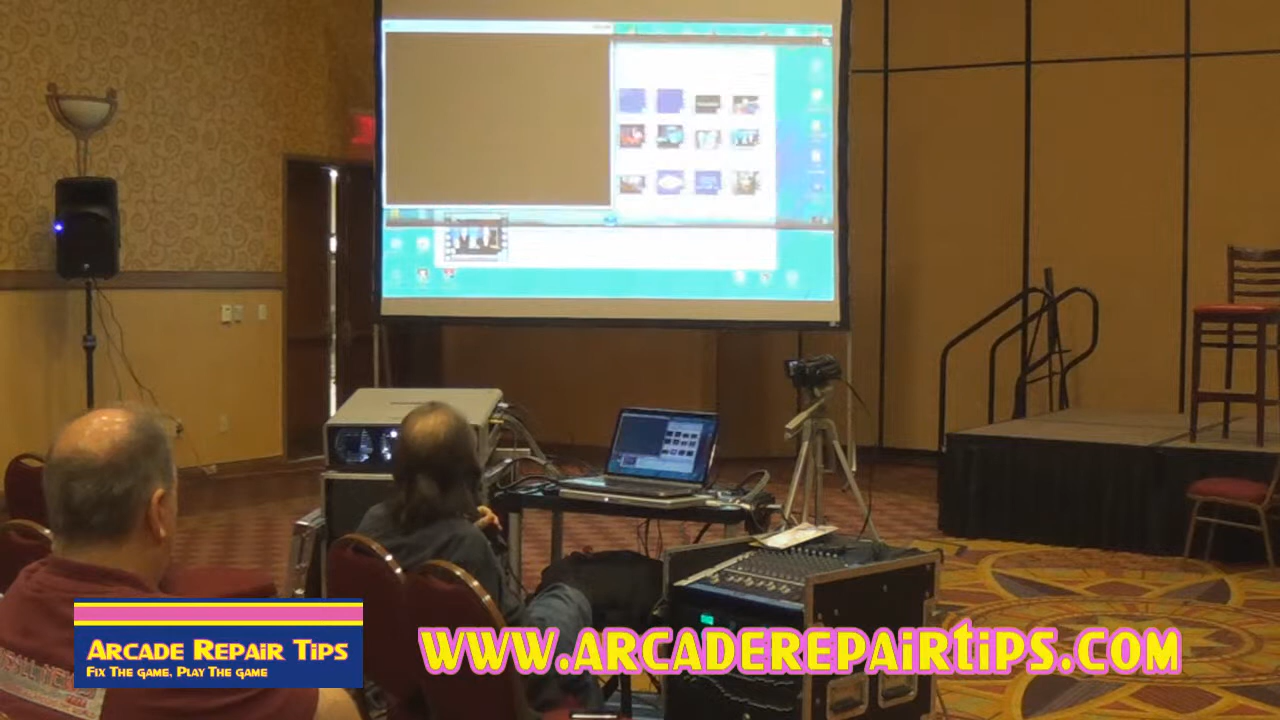 ARCADE REPAIR TIPS
FIX THE GAME, PLAY THE GAME
www.ARCADEREPAiRtiPS.COM